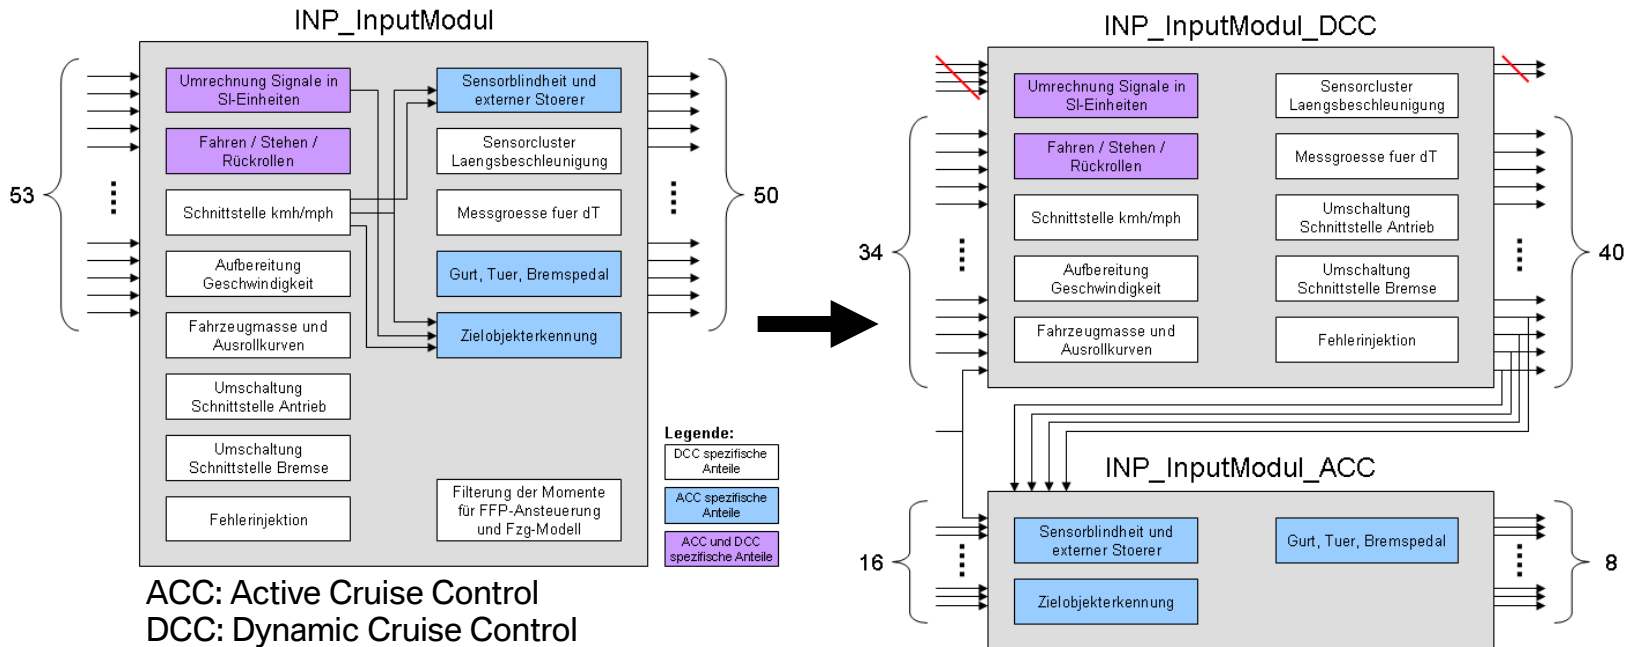 INP_InputModul
53
Umrechnung Signale in
SI-Einheiten
Fahren / Stehen /
Rückrollen
Schnittstelle kmh/mph
Aufbereitung
Geschwindigkeit
Fahrzeugmasse und
Ausrollkurven
Umschaltung
Schnittstelle Antrieb
Umschaltung
Schnittstelle Bremse
Fehlerinjektion
Sensorblindheit und
externer Stoerer
Sensorcluster
Laengsbeschleunigung
Messgroesse fuer dT
Gurt, Tuer, Bremspedal
Zielobjekterkennung
Filterung der Momente
für FFP-Ansteuerung
und Fzg-Modell
50
Legende:
DCC spezifische
Anteile
ACC spezifische
Anteile
ACC und DCC
spezifische Anteile
ACC: Active Cruise Control
DCC: Dynamic Cruise Control
INP_InputModul_DCC
34
Umrechnung Signale in
SI-Einheiten
Fahren / Stehen /
Rückrollen
Schnittstelle kmh/mph
Aufbereitung
Geschwindigkeit
Fahrzeugmasse und
Ausrollkurven
Sensorcluster
Laengsbeschleunigung
Messgroesse fuer dT
Umschaltung
Schnittstelle Antrieb
Umschaltung
Schnittstelle Bremse
Fehlerinjektion
40
INP_InputModul_ACC
16
Sensorblindheit und
externer Stoerer
Zielobjekterkennung
Gurt, Tuer, Bremspedal
8